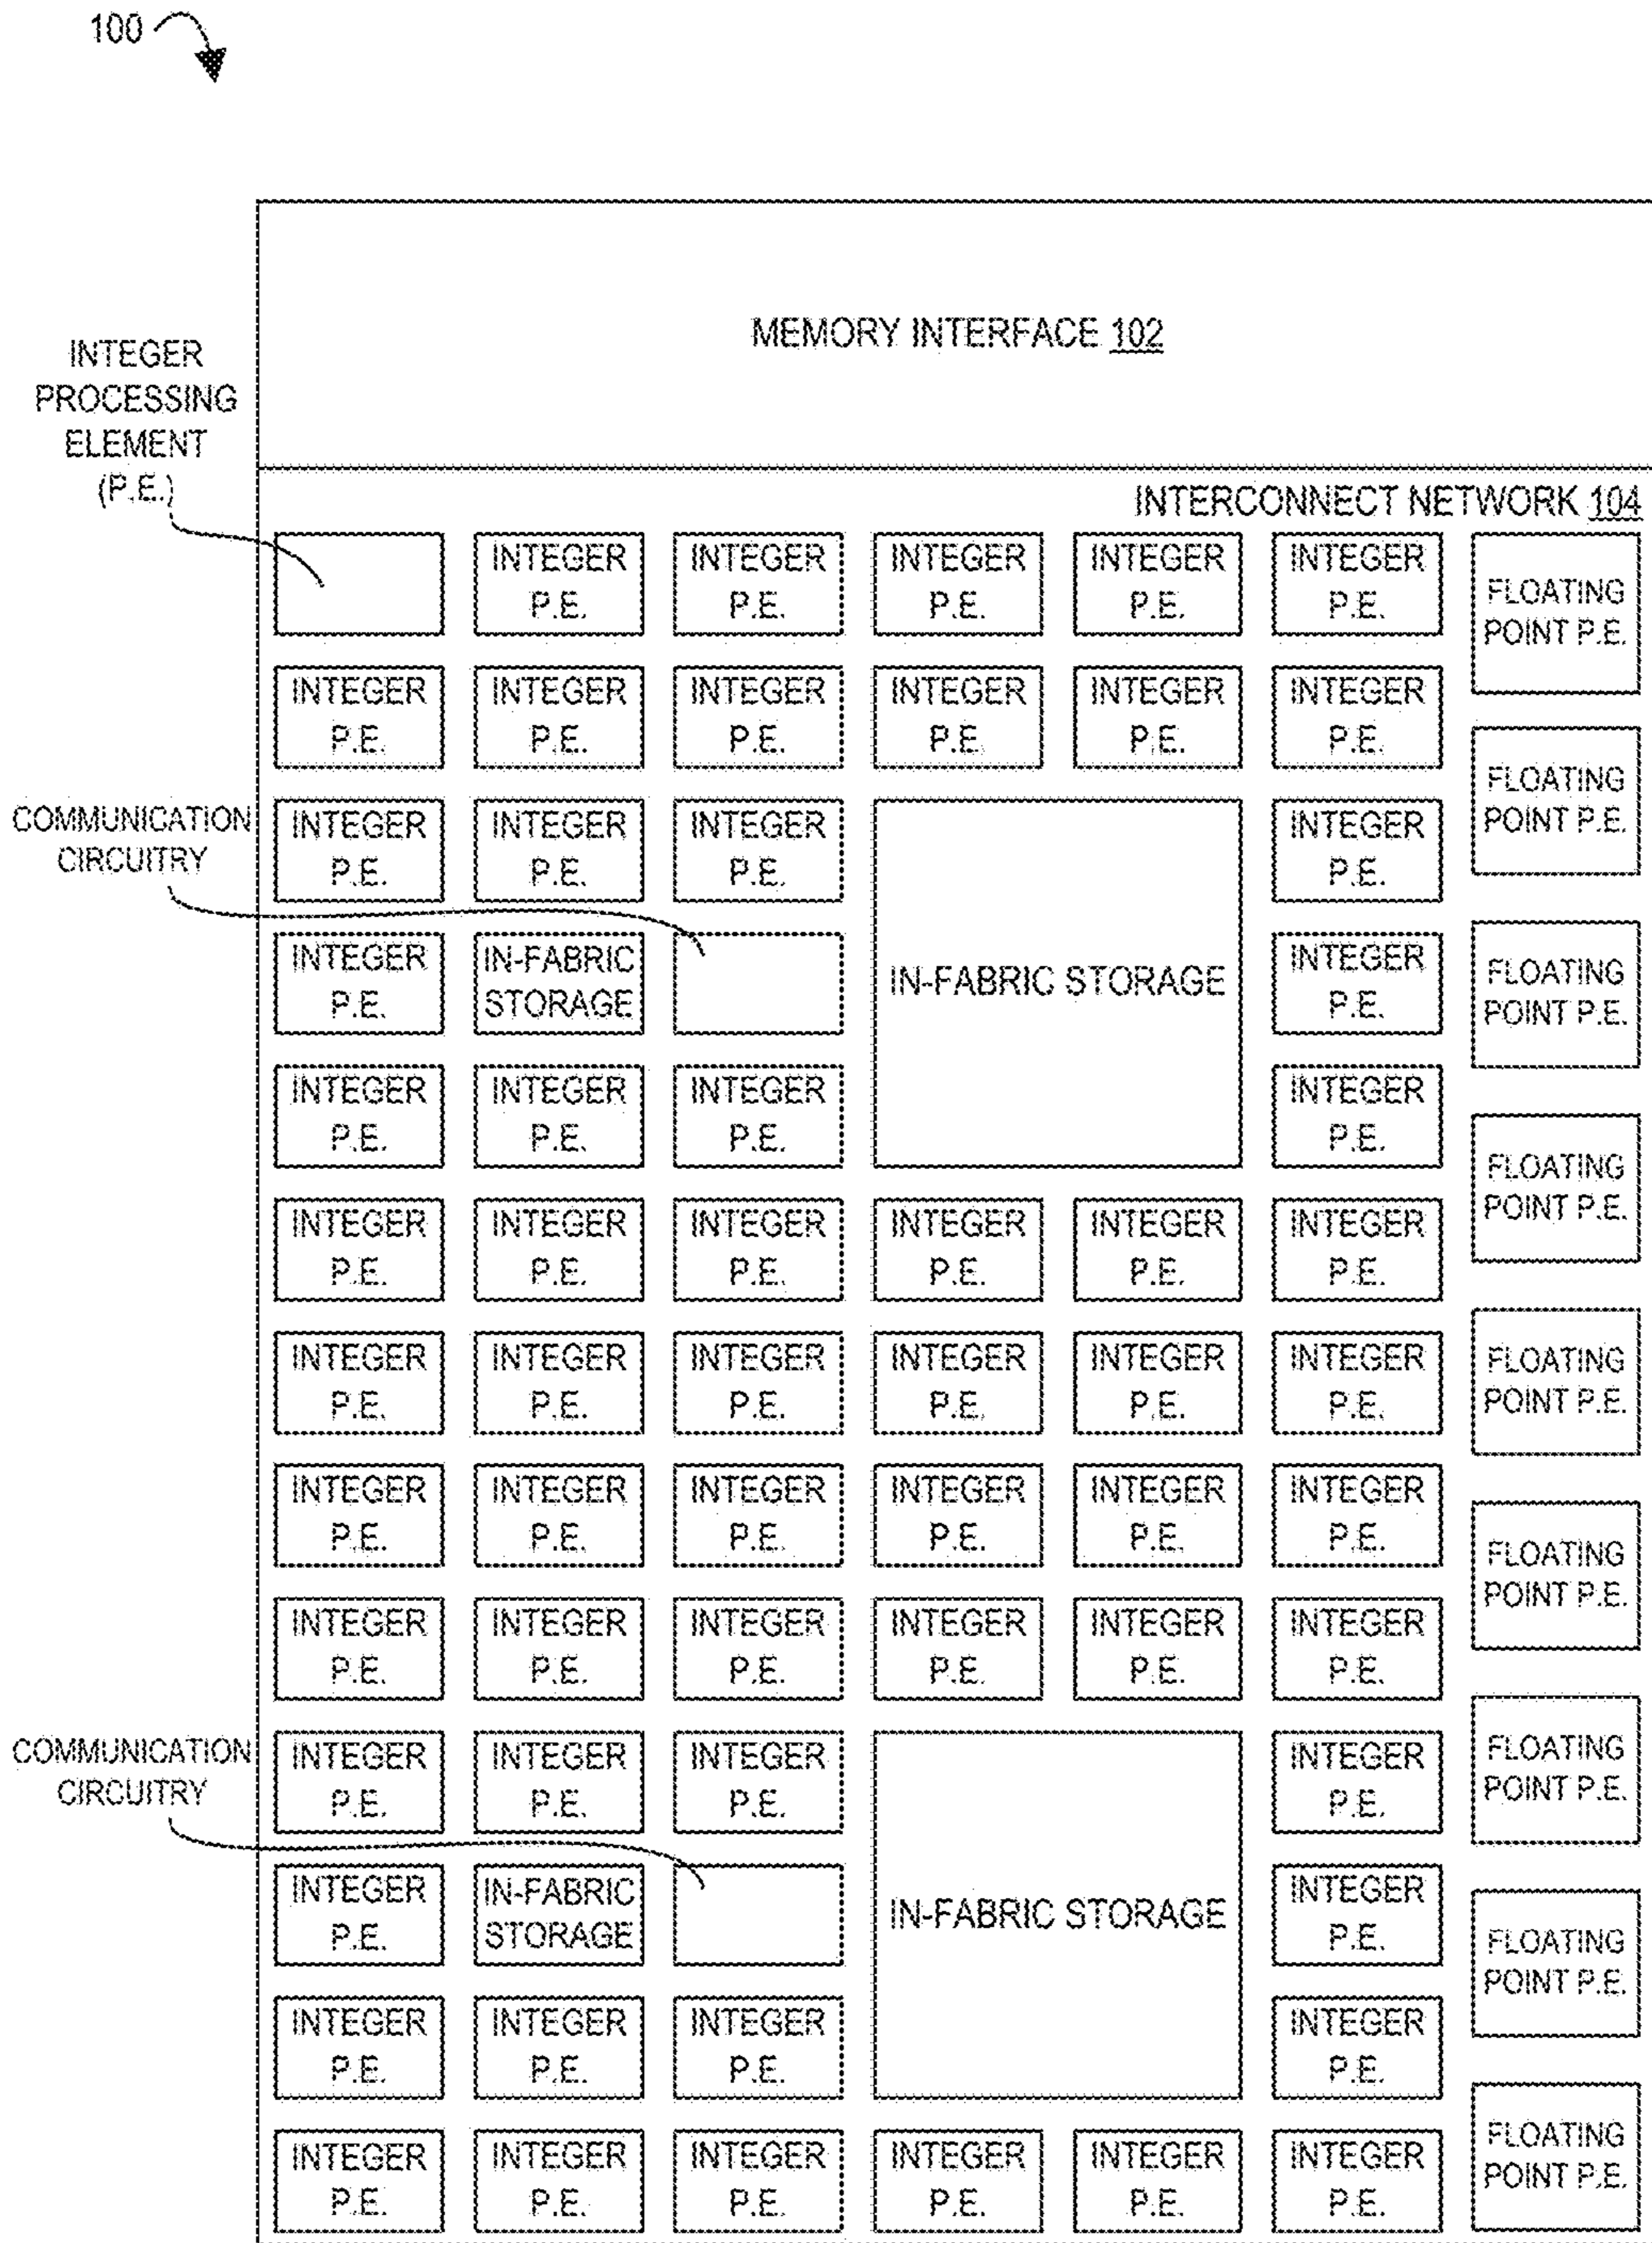 100
MEMORY INTERFACE 102
INTEGER
PROCESSING
ELEMENT
(P.E.)
INTERCONNECT NETWORK 104
INTEGER INTEGER INTEGER INTEGER INTEGER
P.E. P.E. P.E. P.E. P.E.
FLOATING
POINT P.E.
INTEGER INTEGER INTEGER INTEGER INTEGER INTEGER
P.E. P.E. P.E. P.E. P.E. P.E.
FLOATING
POINT P.E.
COMMUNICATION
CIRCUITRY
INTEGER INTEGER INTEGER INTEGER
P.E. P.E. P.E. P.E.
INTEGER IN-FABRIC INTEGER
P.E. STORAGE P.E.
IN-FABRIC STORAGE
FLOATING
POINT P.E.
INTEGER INTEGER INTEGER INTEGER
P.E. P.E. P.E. P.E.
FLOATING
POINT P.E.
INTEGER INTEGER INTEGER INTEGER INTEGER INTEGER
P.E. P.E. P.E. P.E. P.E. P.E.
INTEGER INTEGER INTEGER INTEGER INTEGER INTEGER
P.E. P.E. P.E. P.E. P.E. P.E.
FLOATING
POINT P.E.
INTEGER INTEGER INTEGER INTEGER INTEGER INTEGER
P.E. P.E. P.E. P.E. P.E. P.E.
FLOATING
POINT P.E.
INTEGER INTEGER INTEGER INTEGER INTEGER INTEGER
P.E. P.E. P.E. P.E. P.E. P.E.
COMMUNICATION
CIRCUITRY
INTEGER INTEGER INTEGER INTEGER
P.E. P.E. P.E. P.E.
FLOATING
POINT P.E.
INTEGER IN-FABRIC INTEGER
P.E. STORAGE P.E.
IN-FABRIC STORAGE
FLOATING
POINT P.E.
INTEGER INTEGER INTEGER INTEGER
P.E. P.E. P.E. P.E.
INTEGER INTEGER INTEGER INTEGER INTEGER INTEGER
P.E. P.E. P.E. P.E. P.E. P.E.
FLOATING
POINT P.E.